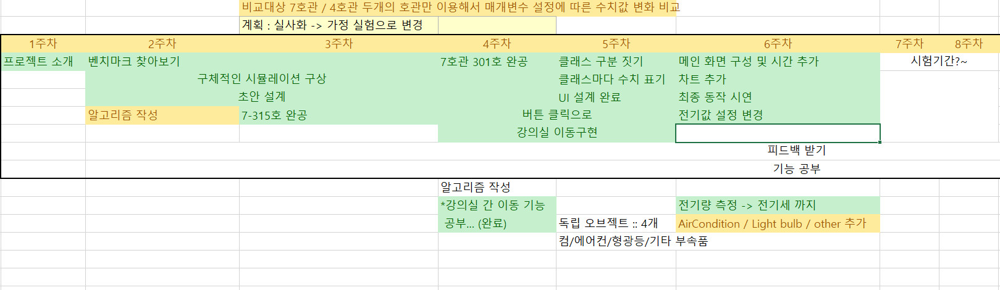 비교대상 7호관 / 4호관 두개의 호관만 이용해서 매개변수 설정에 따른 수치값 변화 비교
계획 : 실사화 -> 가정 실험으로 변경
1주차 2주차 3주차 4주차 5주차 6주차 7주차 8주차
프로젝트 소개 벤치마크 찾아보기 7호관 301호 완공 클래스 구분 짓기 메인 화면 구성 및 시간 추가 시험기간?~
구체적인 시뮬레이션 구상 클래스마다 수치 표기 차트 추가
초안 설계 UI 설계 완료 최종 동작 시연
알고리즘 작성 7-315호 완공 버튼 클릭으로 전기값 설정 변경
강의실 이동구현
피드백 받기
기능 공부
알고리즘 작성
*강의실 간 이동 기능 전기량 측정 -> 전기세 까지
공부... (완료) 독립 오브젝트 :: 4개 AirCondition / Light bulb / other 추가
컴/에어컨/형광등/기타 부속품